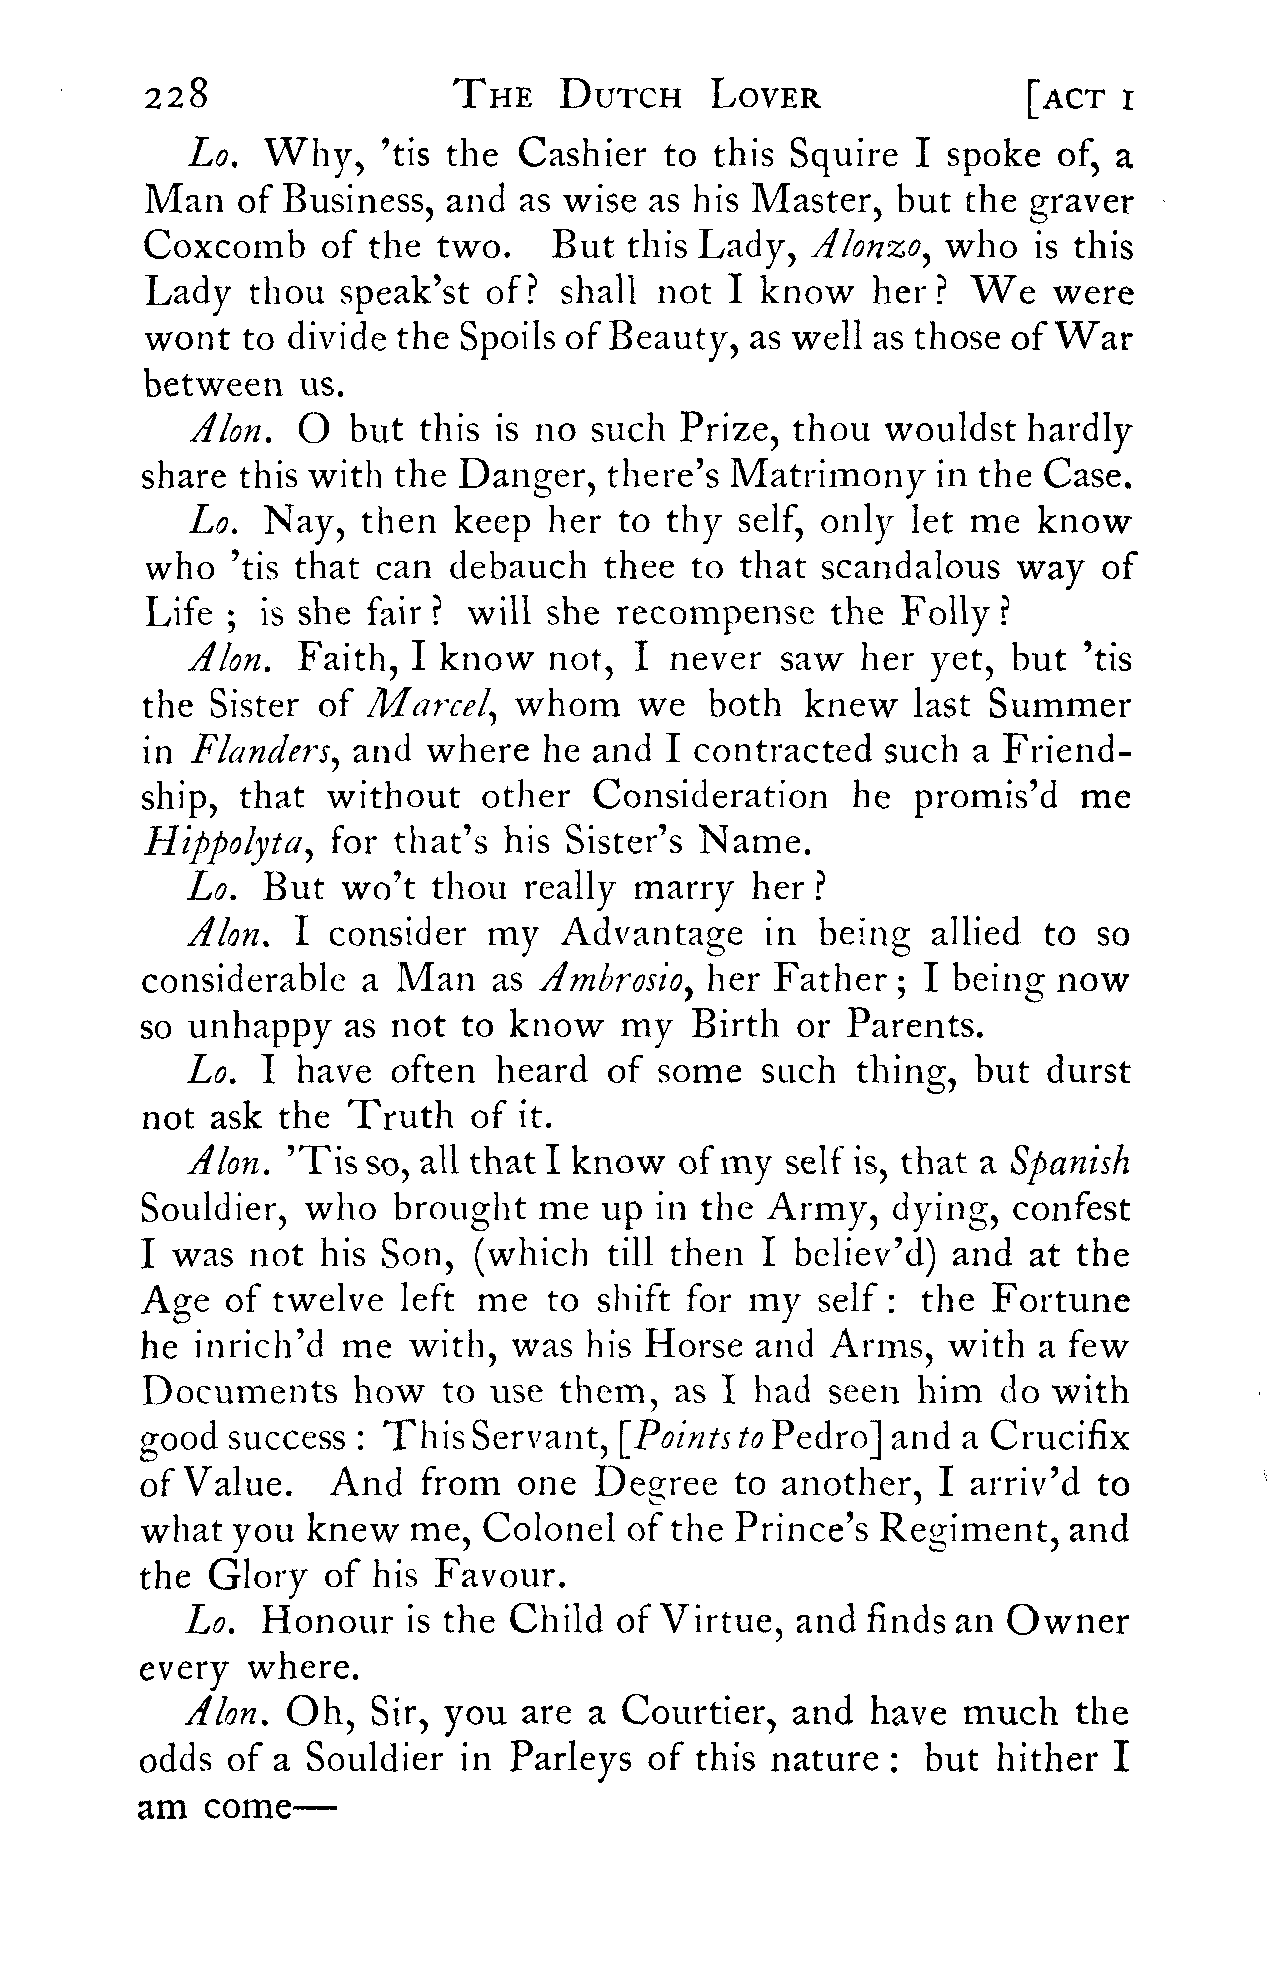 228 THE DUTCH LOVER [ACT I
Lo. Why, 'tis the Cashier to this Squire I spoke of, a
Man of Business, and as wise as his Master, but the graver
Coxcomb of the two. But this Lady, Alonzo, who is this
Lady thou speak'st of? shall not I know her? We were
wont to divide the Spoils of Beauty, as well as those of War
between us.
Alon. O but this is no such Prize, thou wouldst hardly
share this with the Danger, there's Matrimony in the Case.
Lo. Nay, then keep her to thy self, only let me know
who 'tis that can debauch thee to that scandalous way of
Life ; is she fair? will she recompense the Folly?
Alon. Faith, I know not, I never saw her yet, but 'tis
the Sister of Marcel, whom we both knew last Summer
in Flanders, and where he and I contracted such a Friend-
ship, that without other Consideration he promis'd me
Hippolyta, for that's his Sister's Name.
Lo. But wo't thou really marry her?
Alon. I consider my Advantage in being allied to so
considerable a Man as Ambrosio, her Father ; I being now
so unhappy as not to know my Birth or Parents.
Lo. I have often heard of some such thing, but durst
not ask the Truth of it.
Alon. 'Tis so, all that I know of my self is, that a Spanish
Souldier, who brought me up in the Army, dying, confest
I was not his Son, (which till then I believ'd) and at the
Age of twelve left me to shift for my self : the Fortune
he inrich'd me with, was his Horse and Arms, with a few
Documents how to use them, as I had seen him do with
good success : This Servant, [Points to Pedro] and a Crucifix
of Value. And from one Degree to another, I arriv'd to
what you knew me, Colonel of the Prince's Regiment, and
the Glory of his Favour.
Lo. Honour is the Child of Virtue, and finds an Owner
every where.
Alon. Oh, Sir, you are a Courtier, and have much the
odds of a Souldier in Parleys of this nature : but hither I
am come—